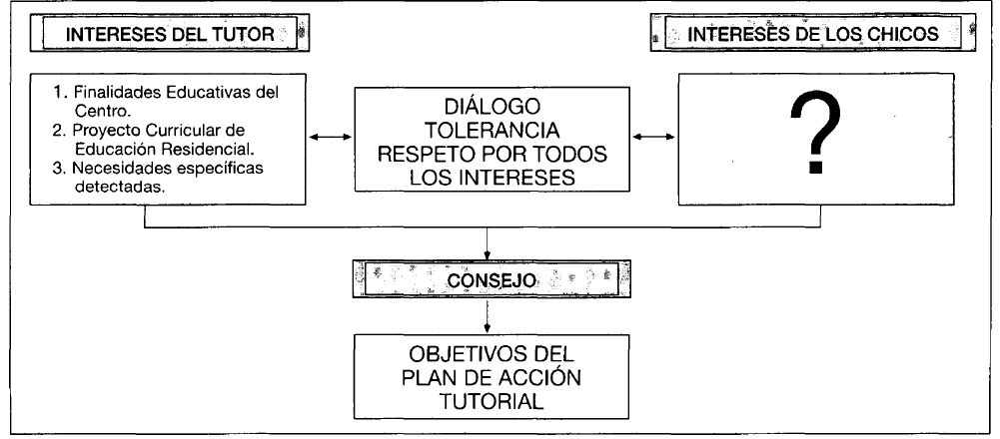 INTERESES DEL TUTOR
INTERESES DE LOS CHICOS
1. Finalidades Educativas del
Centro.
2. Proyecto Curricular de
Educación Residencial.
3. Necesidades específicas
detectadas.
DIÁLOGO
TOLERANCIA
RESPETO POR TODOS
LOS INTERESES
?
CONSEJO
OBJETIVOS DEL
PLAN DE ACCIÓN
TUTORIAL